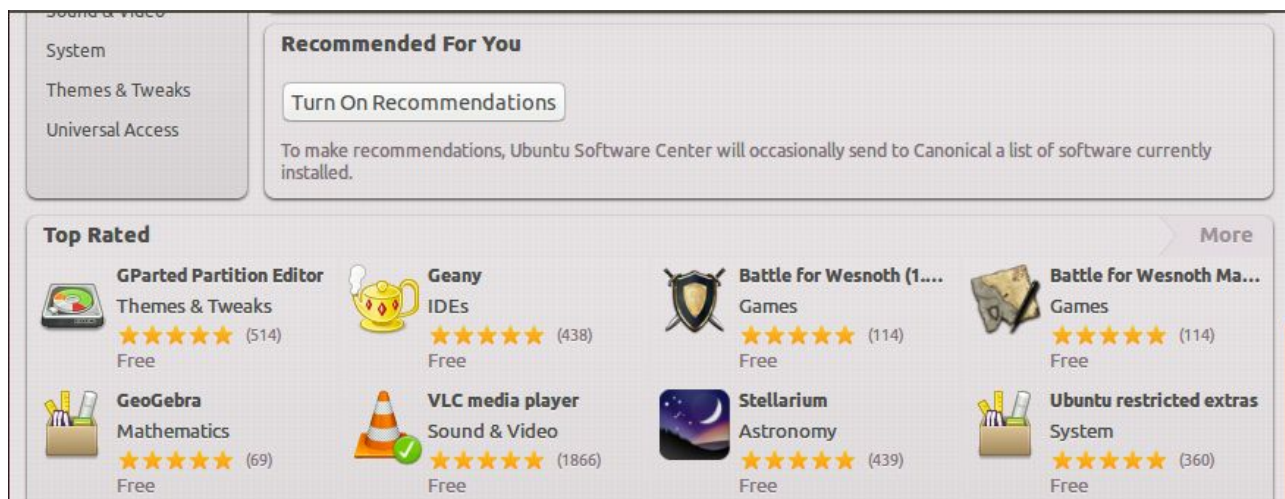 Sound & Video
System
Themes & Tweaks
Universal Access
Recommended For You
Turn On Recommendations
To make recommendations, Ubuntu Software Center will occasionally send to Canonical a list of software currently
installed.
Top Rated
More
GParted Partition Editor
Themes & Tweaks
(514)
Free
Geany
IDEs
(438)
Free
Battle for Wesnoth (1....
Games
(114)
Free
Battle for Wesnoth Ma...
Games
(114)
Free
GeoGebra
Mathematics
(69)
Free
VLC media player
Sound & Video
(1866)
Free
Stellarium
Astronomy
(439)
Free
Ubuntu restricted extras
System
(360)
Free